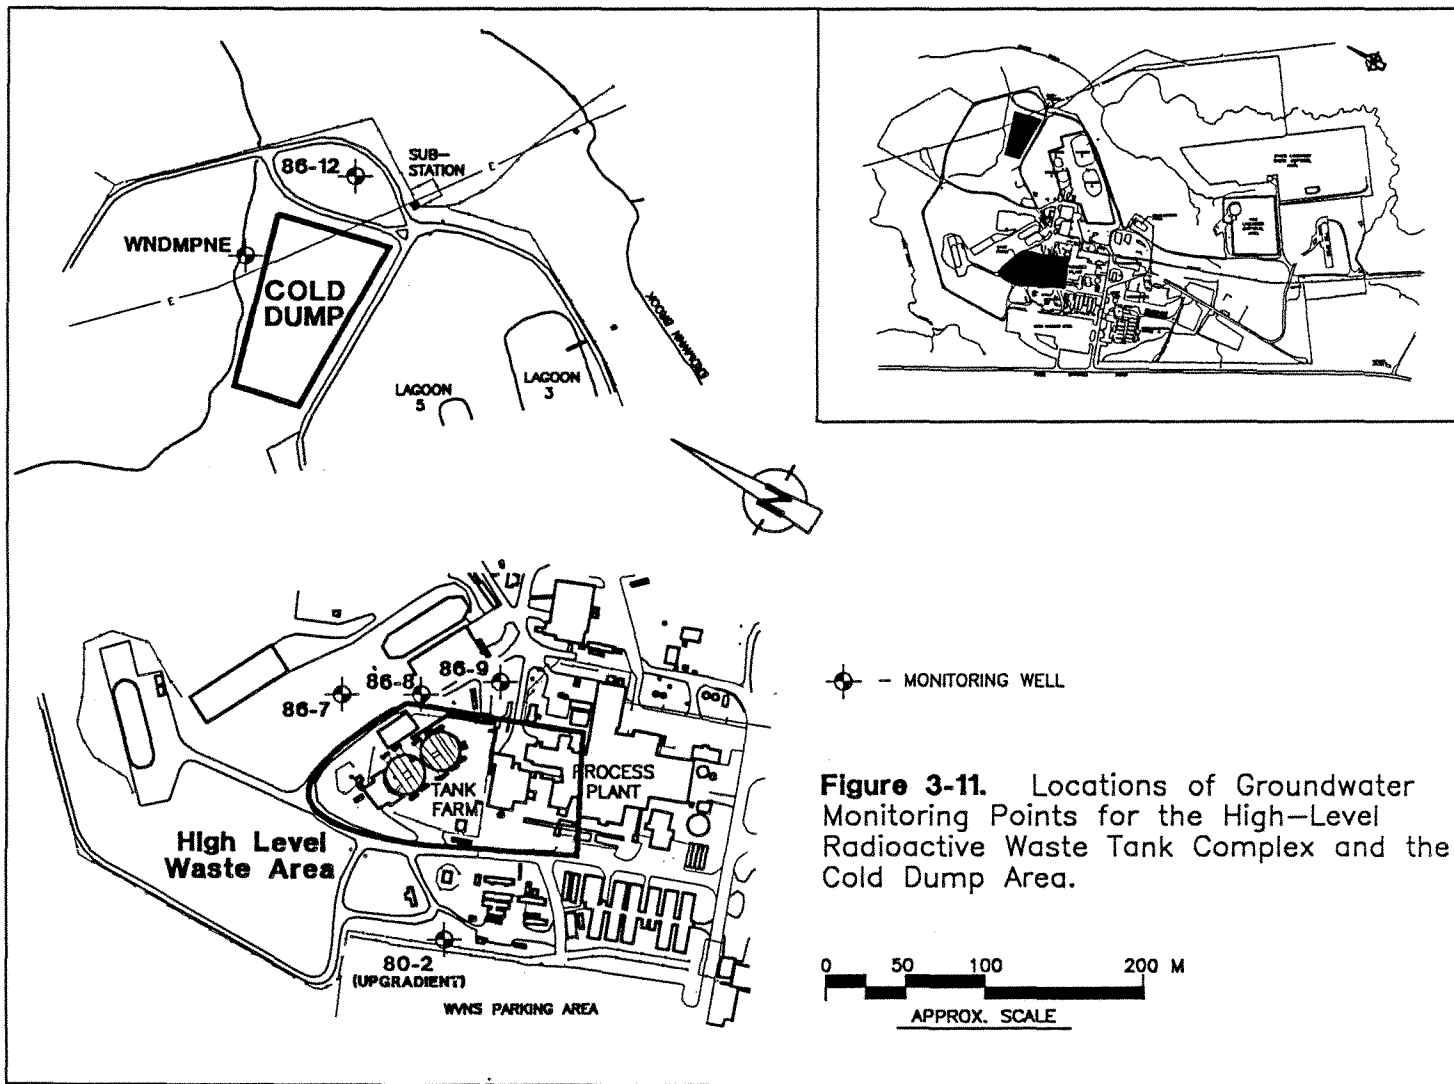 86-12
SUB-
STATION
E
WNDMPNE
E
COLD
DUMP
LAGOON
5
LAGOON
3
ERDMANN BROOK
N
86-9
86-8
86-7
TANK
FARM
PROCESS
PLANT
High Level
Waste Area
80-2
(UPGRADIENT)
WVNS PARKING AREA
- MONITORING WELL
Figure 3-11. Locations of Groundwater
Monitoring Points for the High-Level
Radioactive Waste Tank Complex and the
Cold Dump Area.
0 50 100 200 M
APPROX. SCALE